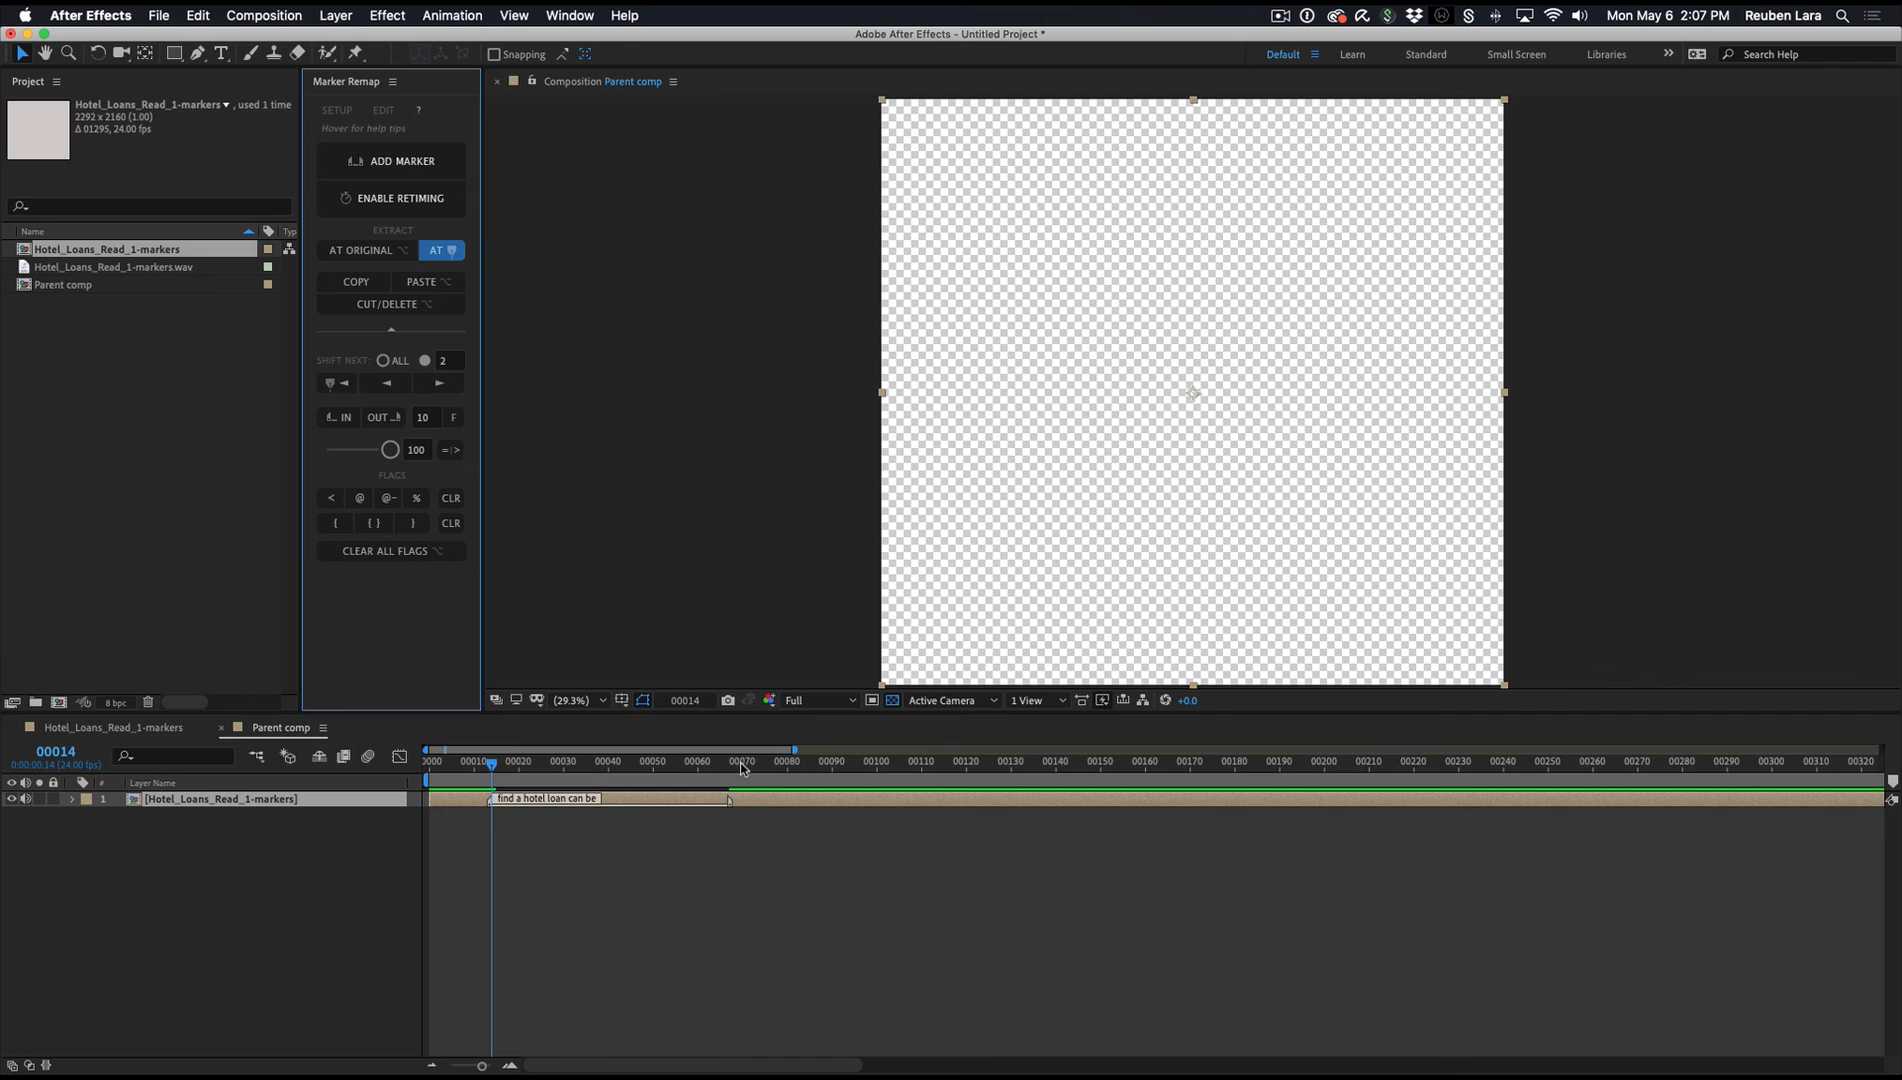 After Effects File Edit Composition Layer Effect Animation View Window Help Mon May 6 2:07 PM Reuben Lara
Adobe After Effects - Untitled Project *
Snapping Default Learn Standard Small Screen Libraries Search Help
Project
Marker Remap
Composition Parent comp
Hotel_Loans_Read_1-markers , used 1 time
2292 x 2160 (1.00)
Δ 01295, 24.00 fps
SETUP EDIT ?
Hover for help tips
ADD MARKER
ENABLE RETIMING
Name Typ
EXTRACT
Hotel_Loans_Read_1-markers
AT ORIGINAL AT
Hotel_Loans_Read_1-markers.wav
Parent comp
COPY PASTE
CUT/DELETE
SHIFT NEXT: ALL 2
IN OUT 10 F
100 =|>
FLAGS
< @ @- % CLR
{ { } } CLR
CLEAR ALL FLAGS
8 bpc
(29.3%) 00014 Full Active Camera 1 View +0.0
Hotel_Loans_Read_1-markers × Parent comp
00014
0:00:00:14 (24.00 fps)
0000 00010 00020 00030 00040 00050 00060 00070 00080 00090 00100 00110 00120 00130 00140 00150 00160 00170 00180 00190 00200 00210 00220 00230 00240 00250 00260 00270 00280 00290 00300 00310 00320
# Layer Name
1 [Hotel_Loans_Read_1-markers] find a hotel loan can be